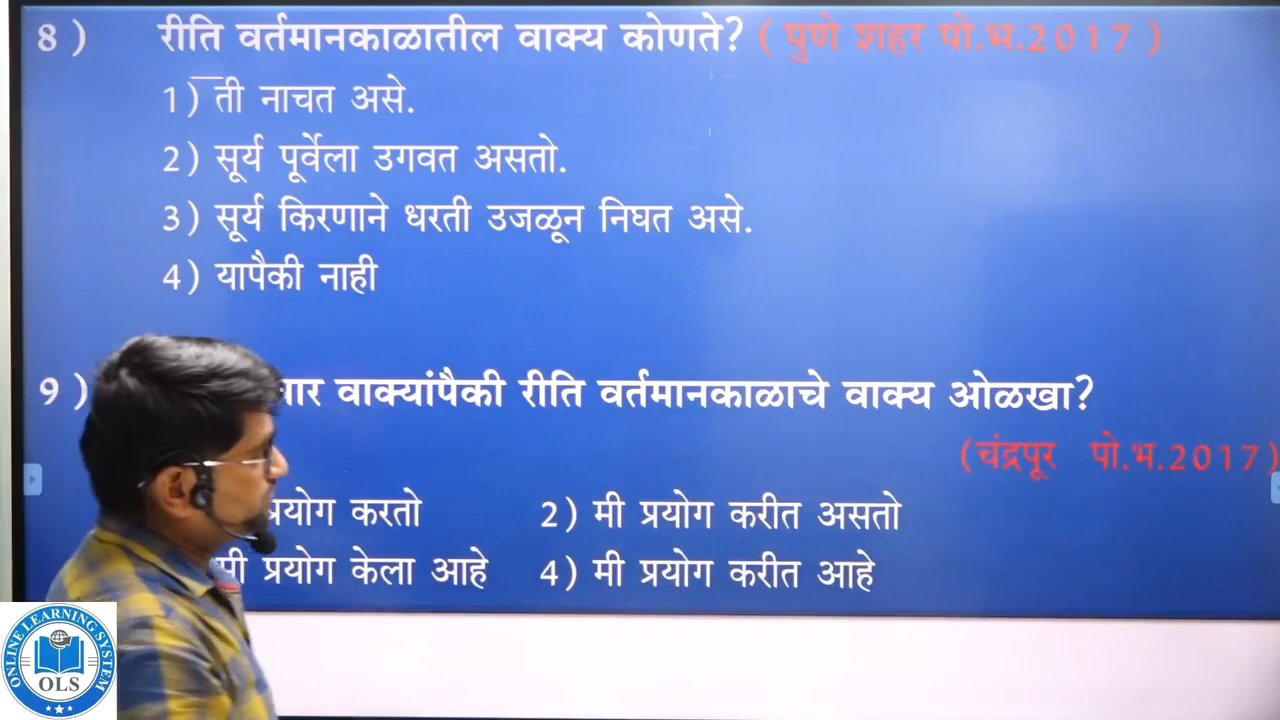 8) रीति वर्तमानकाळातील वाक्य कोणते? (पुणे शहर पो.भ.2017)
1) ती नाचत असे.
2) सूर्य पूर्वेला उगवत असतो.
3) सूर्य किरणाने धरती उजळून निघत असे.
4) यापैकी नाही
9) वाक्यांपैकी रीति वर्तमानकाळाचे वाक्य ओळखा?
(चंद्रपूर पो.भ.2017)
प्रयोग करतो 2) मी प्रयोग करीत असतो
मी प्रयोग केला आहे 4) मी प्रयोग करीत आहे
ONLINE LEARNING SYSTEM
OLS